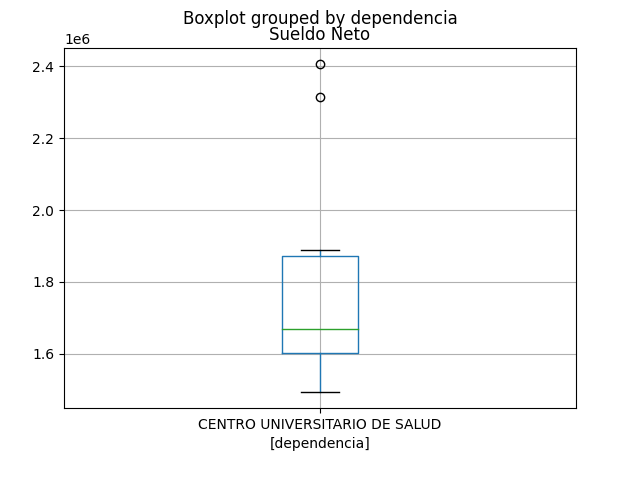 Boxplot grouped by dependencia
Sueldo Neto
1e6
2.4
2.2
2.0
1.8
1.6
CENTRO UNIVERSITARIO DE SALUD
[dependencia]